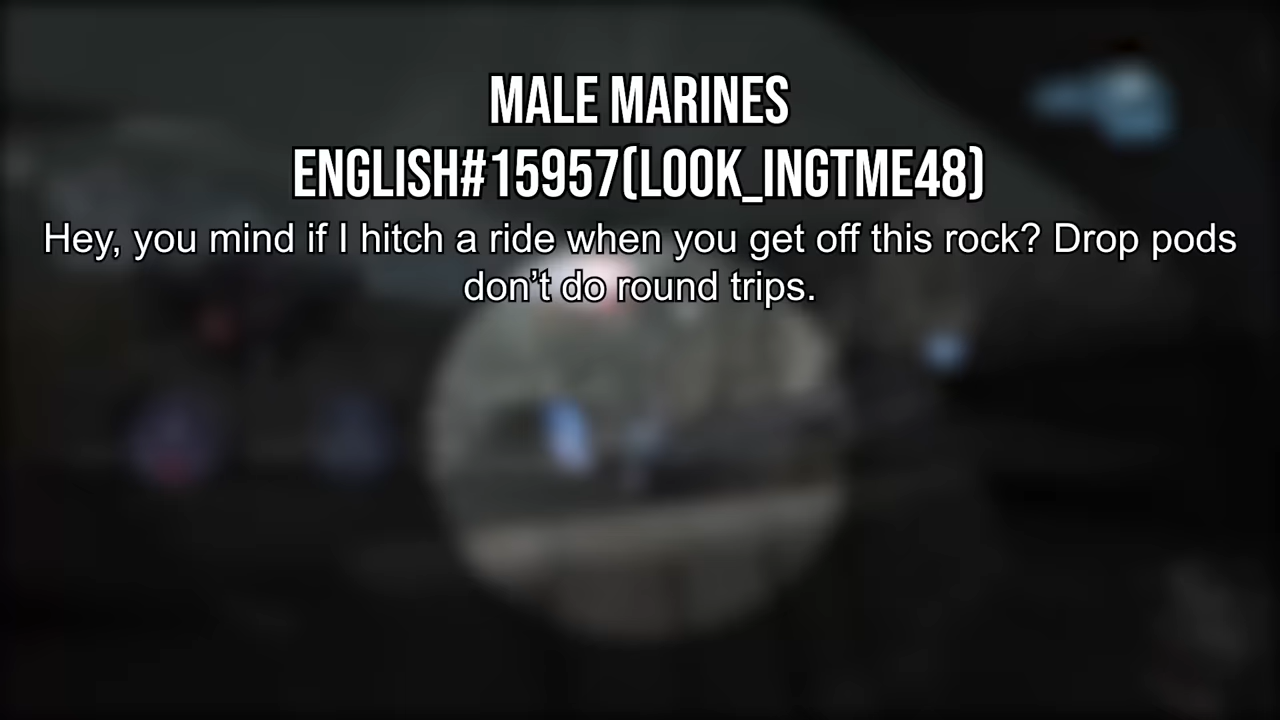 MALE MARINES
ENGLISH#15957(LOOK_INGTME48)
Hey, you mind if I hitch a ride when you get off this rock? Drop pods
don’t do round trips.